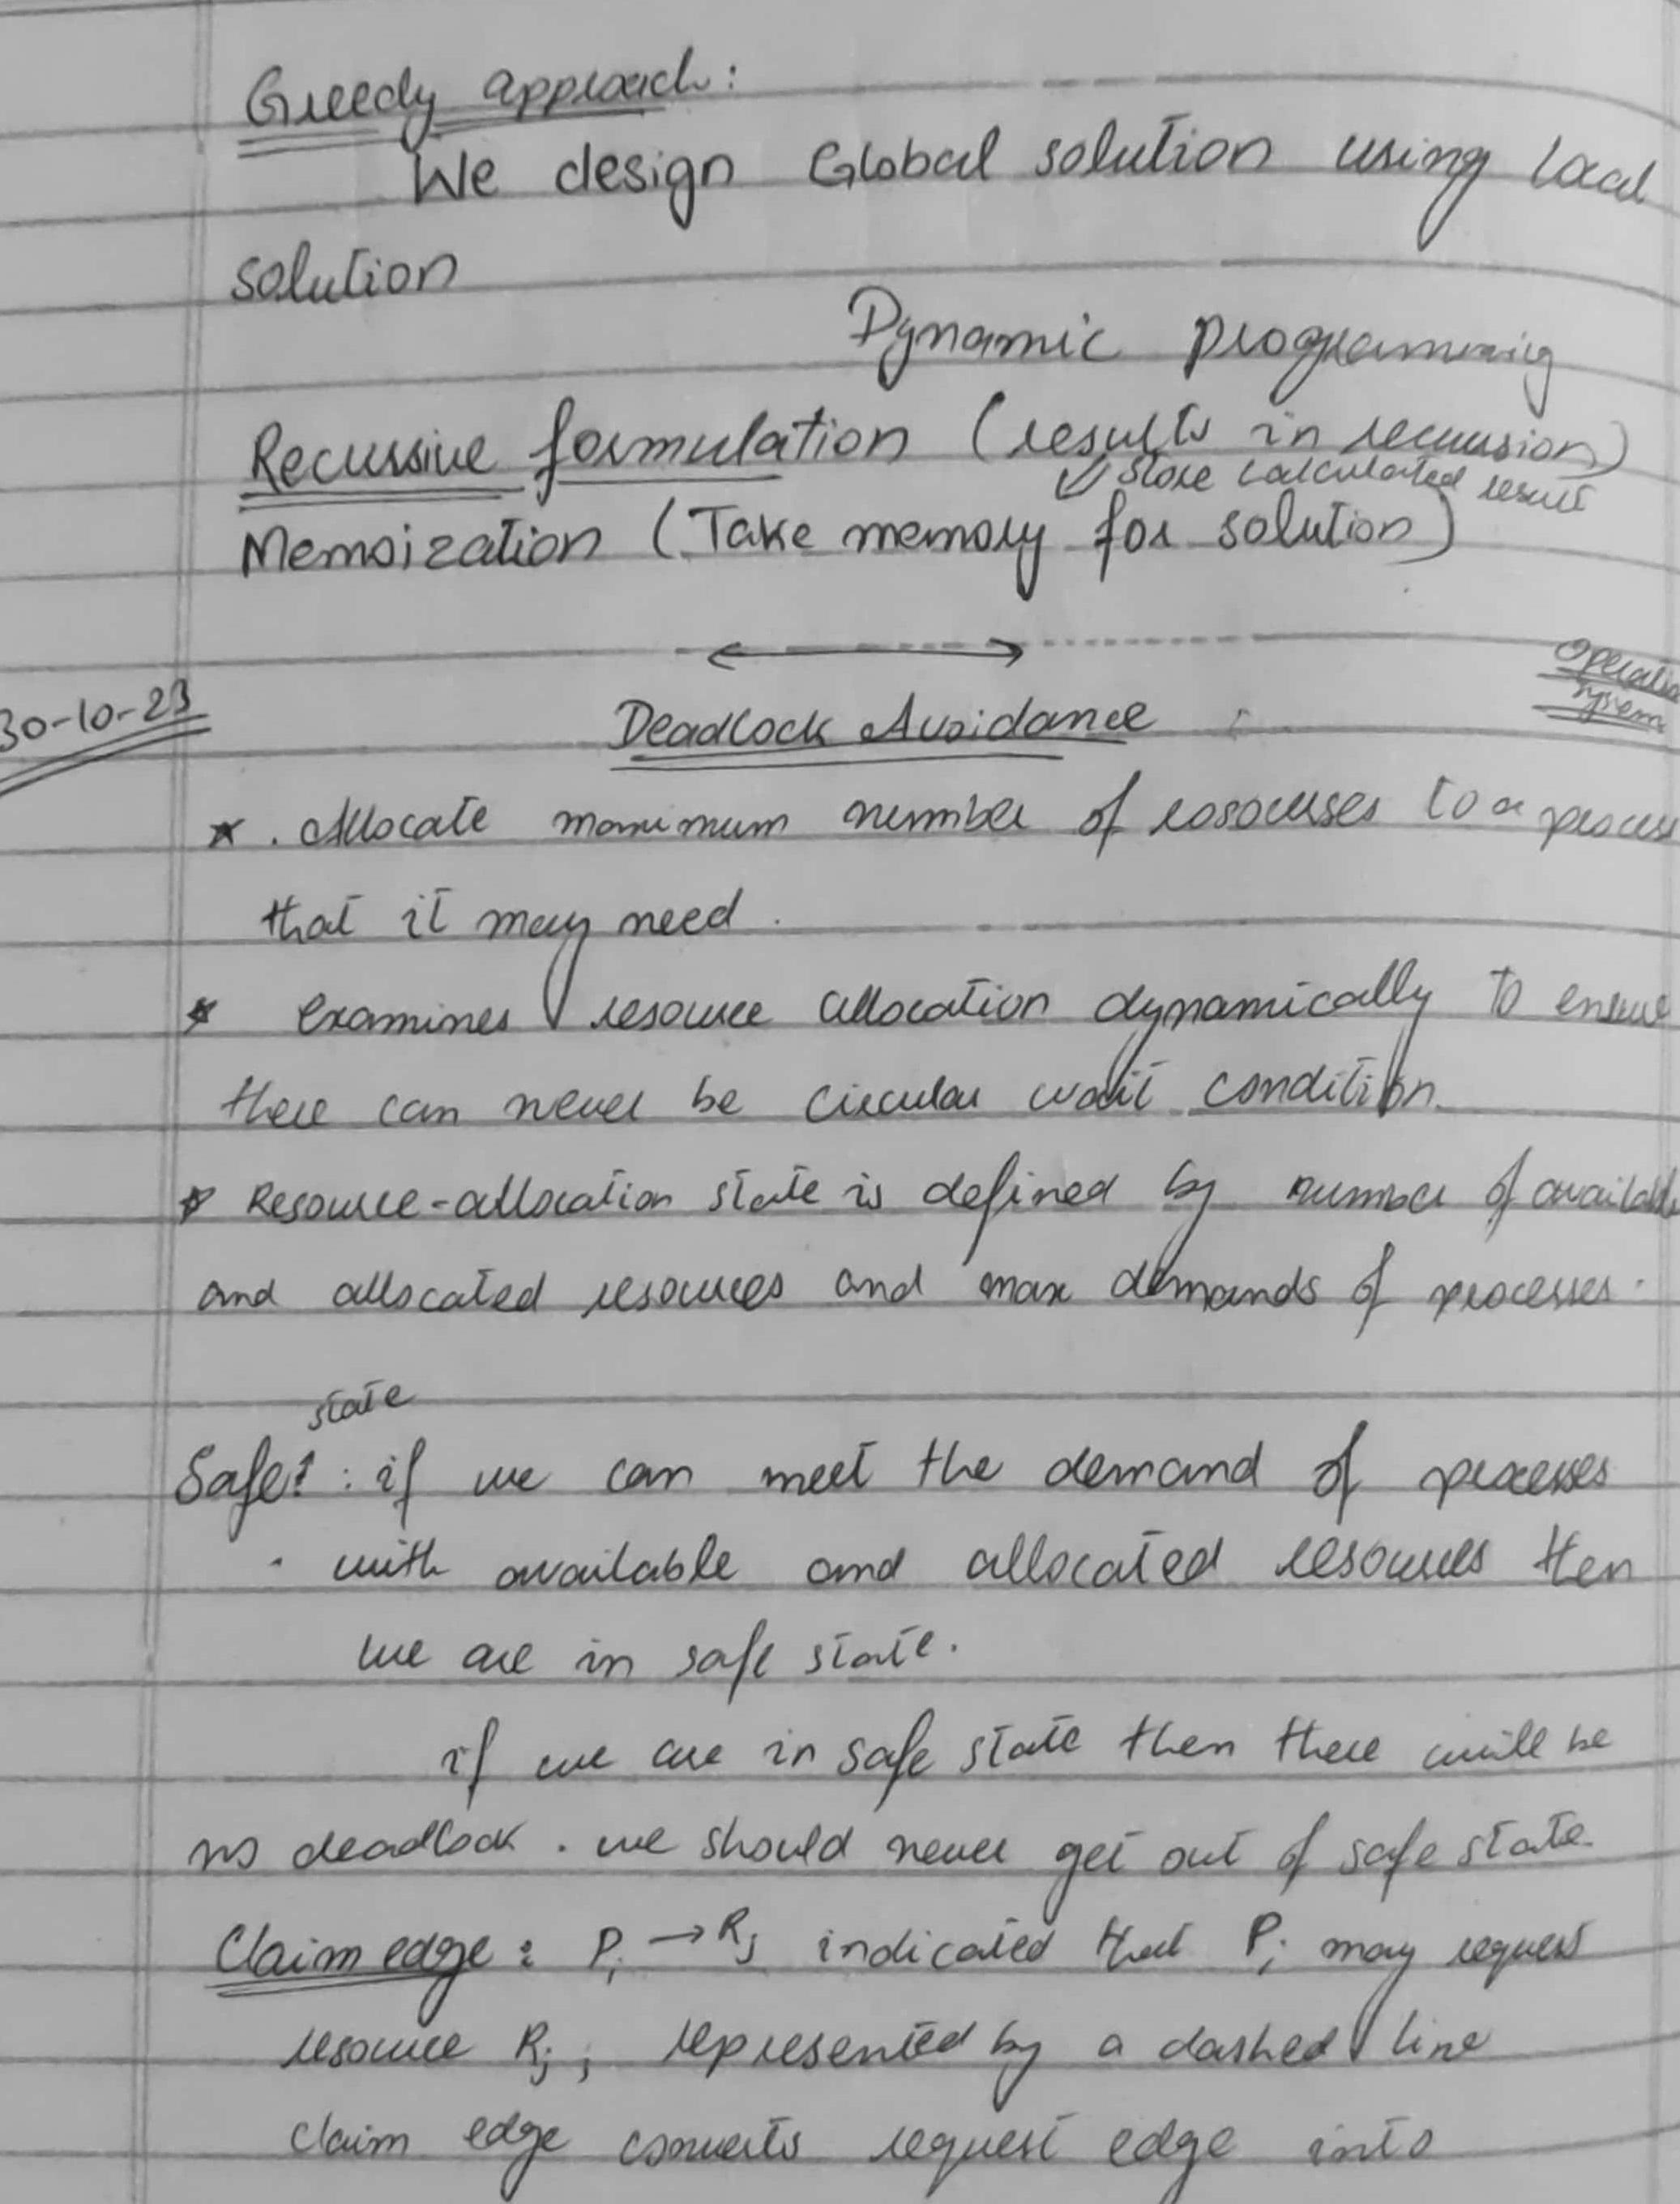 Greedy approach:
We design Global solution using local
solution
Dynamic programming
Recursive formulation (results in recursion)
Store calculated result
Memoization (Take memory for solution)
Operatio
System
30-10-23
Deadlock Avoidance
* . Allocate maximum number of resources to a process
that it may need.
* examines resource allocation dynamically to ensure
there can never be circular wait condition.
* Resource-allocation state is defined by number of available
and allocated resources and max demands of processes.
state
Safe : if we can meet the demand of processes
with available and allocated resources then
we are in safe state.
if we are in safe state then there will be
no deadlock. we should never get out of safe state.
Claim edge : Pi → Rj indicated that Pi may request
resource Rj ; represented by a dashed line
claim edge converts request edge into